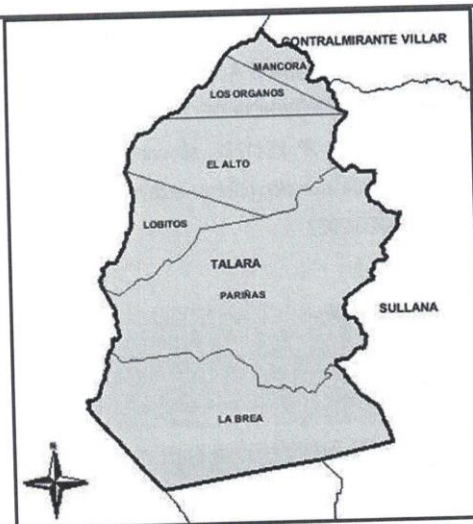 CONTRALMIRANTE VILLAR
MANCORA
LOS ORGANOS
EL ALTO
LOBITOS
TALARA
PARIÑAS
SULLANA
LA BREA
N